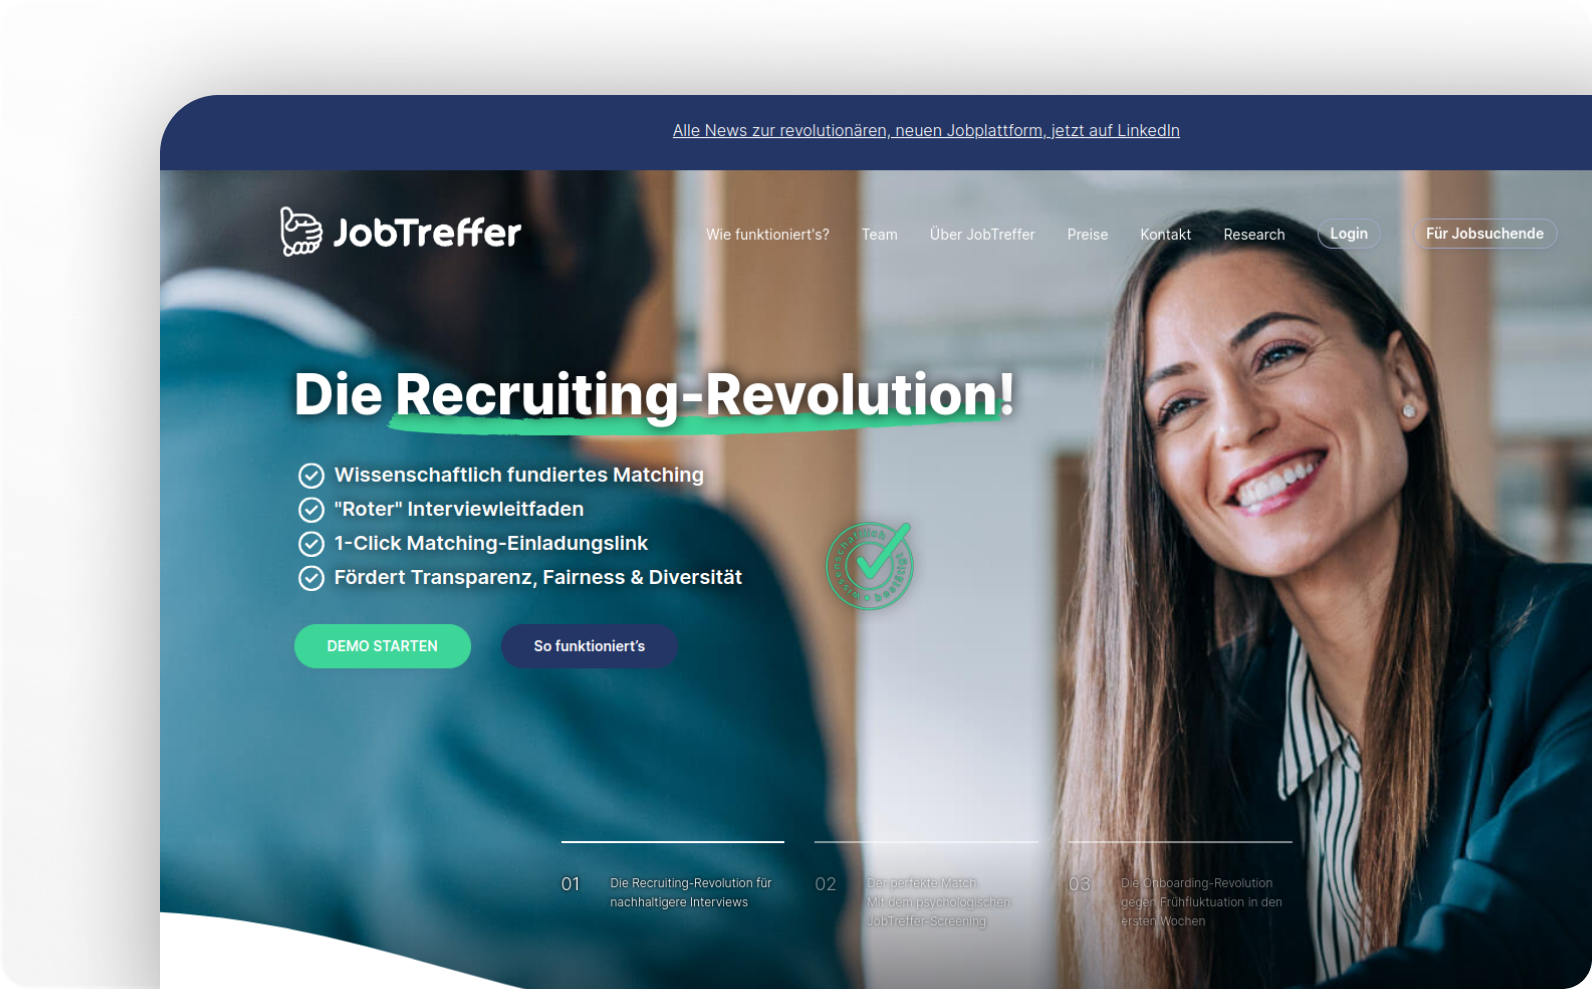 Alle News zur revolutionären, neuen Jobplattform, jetzt auf LinkedIn
JobTreffer
Wie funktioniert's? Team Über JobTreffer Preise Kontakt Research Login Für Jobsuchende
Die Recruiting-Revolution!
Wissenschaftlich fundiertes Matching
"Roter" Interviewleitfaden
1-Click Matching-Einladungslink
Fördert Transparenz, Fairness & Diversität
Wissenschaftlich bestätigt
DEMO STARTEN So funktioniert's
01 Die Recruiting-Revolution für
nachhaltigere Interviews
02 Der perfekte Match
Mit dem psychologischen
JobTreffer-Screening
03 Die Onboarding-Revolution
gegen Frühfluktuation in den
ersten Wochen